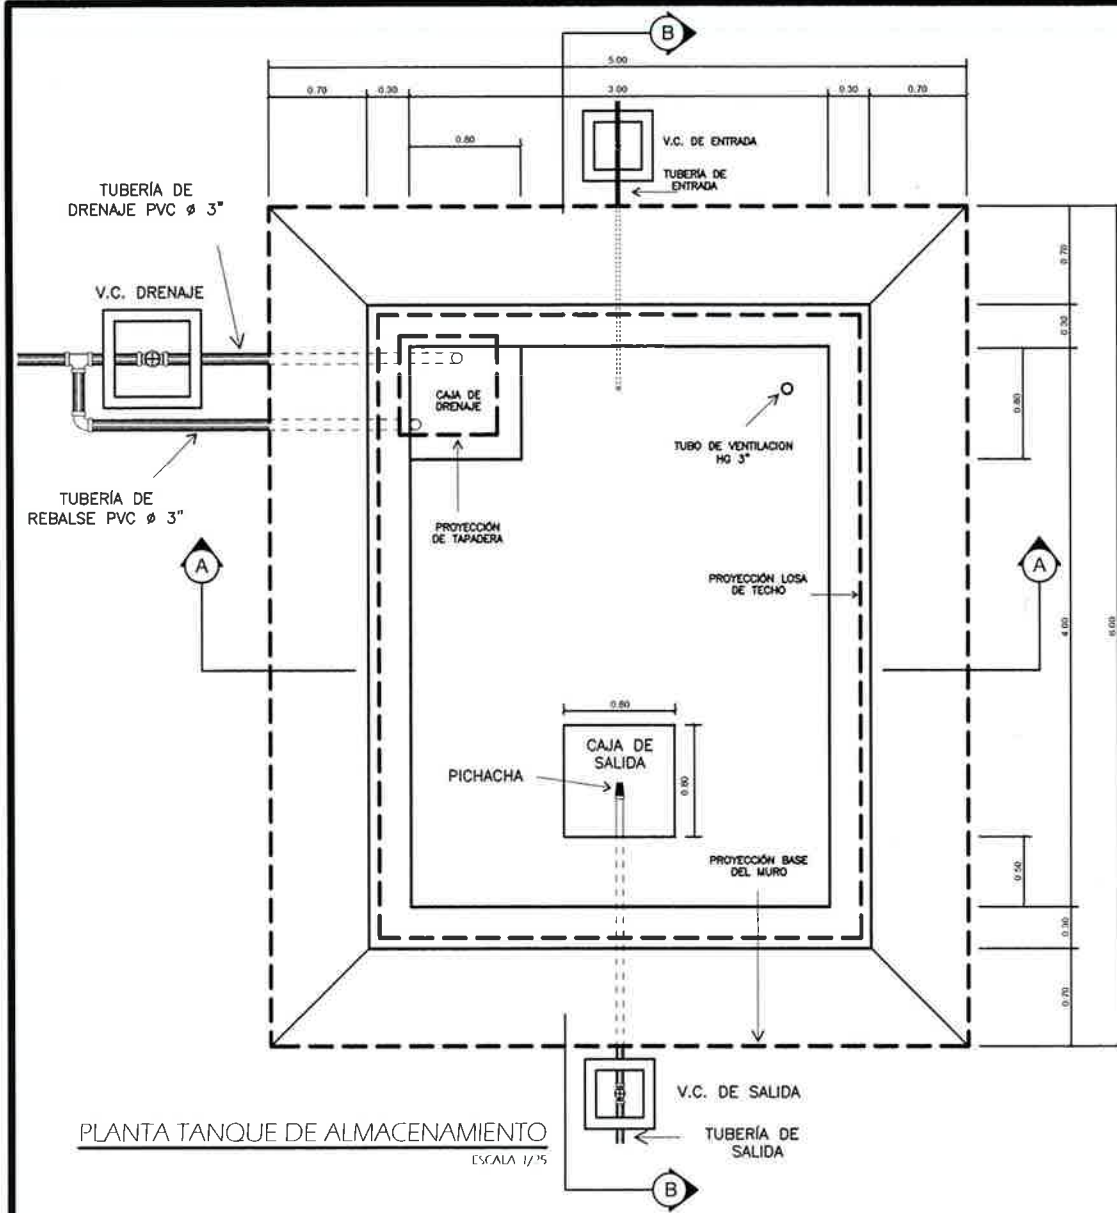 B
5.00
0.70
0.30
3.00
0.30
0.70
0.80
V.C. DE ENTRADA
TUBERÍA DE
ENTRADA
TUBERÍA DE
DRENAJE PVC ø 3"
V.C. DRENAJE
0.70
0.30
CAJA DE
DRENAJE
0.80
TUBO DE VENTILACION
HG 3"
TUBERÍA DE
REBALSE PVC ø 3"
PROYECCIÓN
DE TAPADERA
A
A
PROYECCIÓN LOSA
DE TECHO
4.00
6.00
0.80
CAJA DE
SALIDA
PICHACHA
0.80
PROYECCIÓN BASE
DEL MURO
0.50
0.30
0.70
V.C. DE SALIDA
PLANTA TANQUE DE ALMACENAMIENTO
ESCALA 1/25
TUBERÍA DE
SALIDA
B